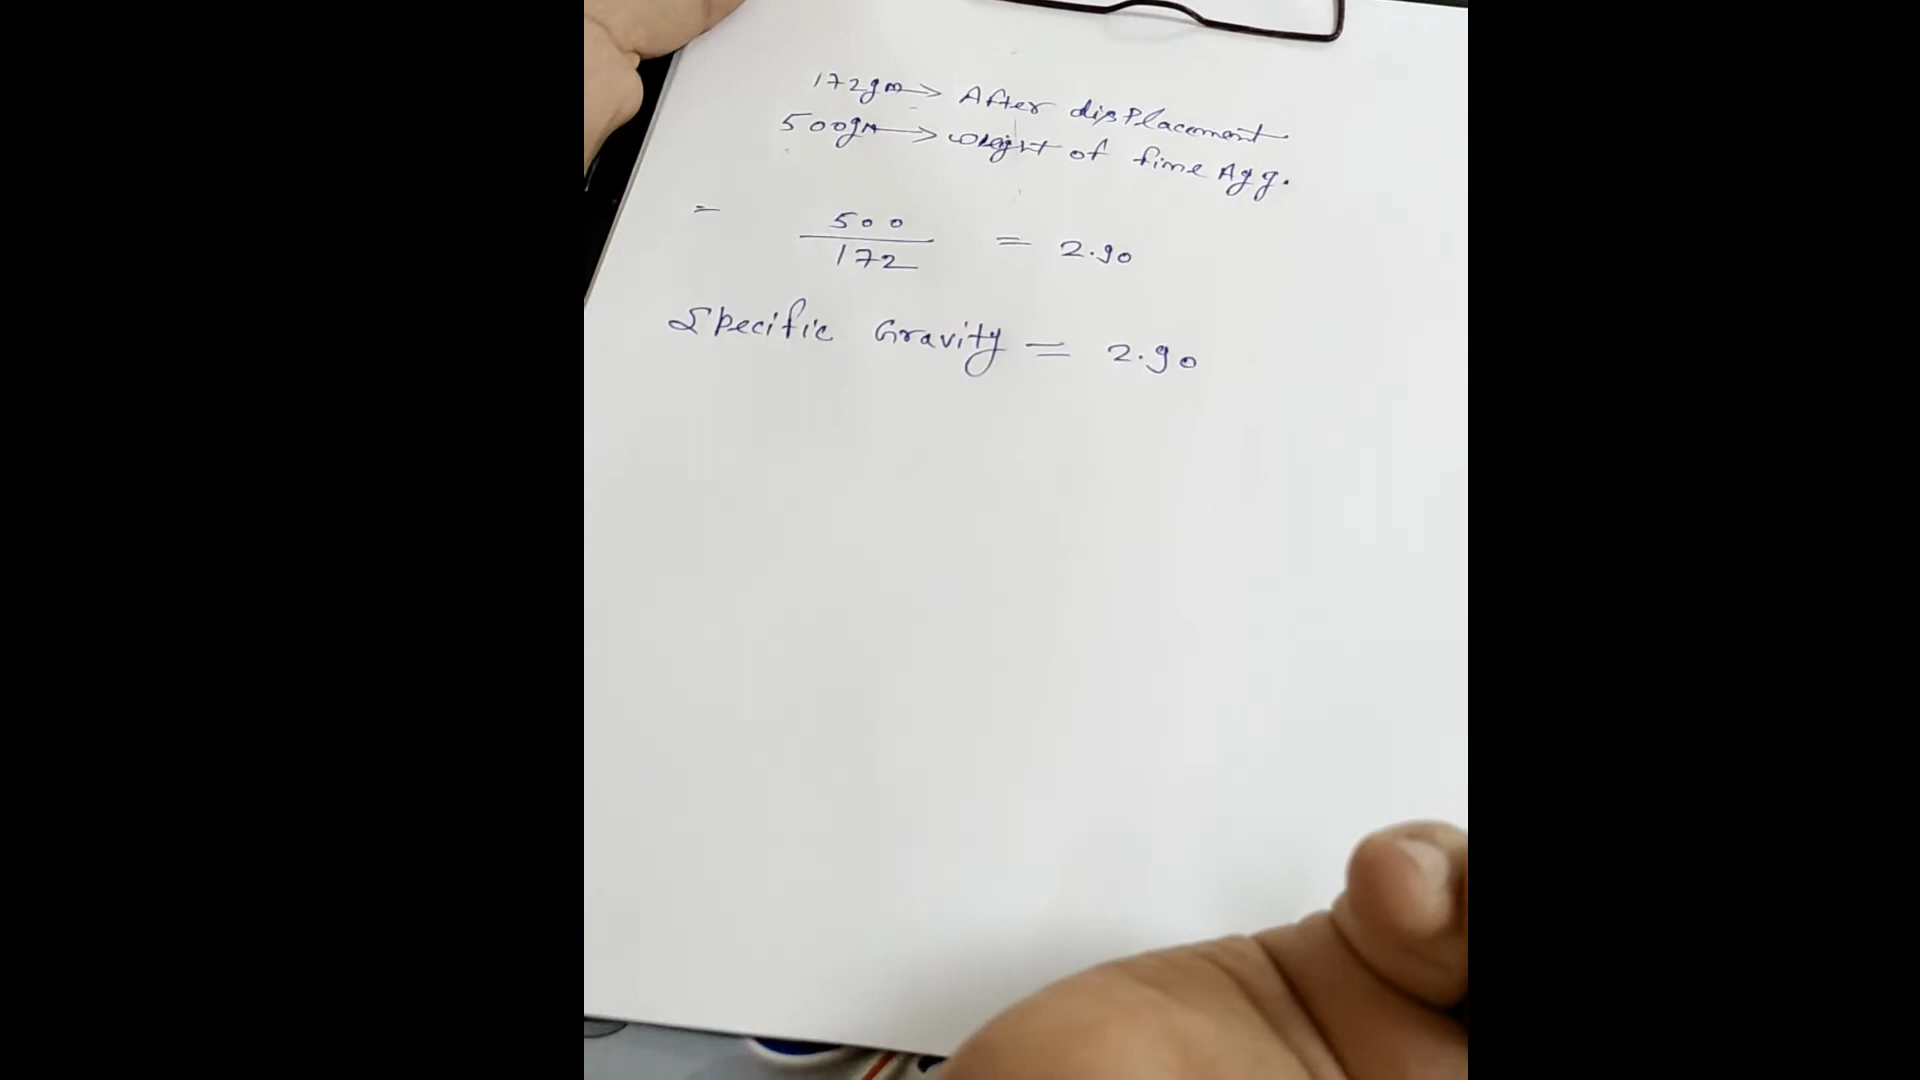 172gm → After displacement
500gm → weight of fine Agg.
= 500/172 = 2.90
Specific Gravity = 2.90